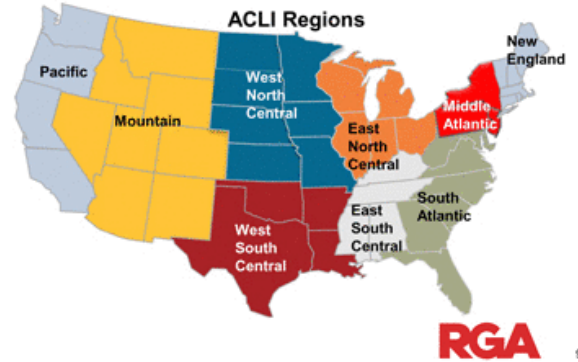 ACLI Regions
New
England
Pacific
West
North
Central
Middle
Atlantic
Mountain
East
North
Central
South
Atlantic
East
South
Central
West
South
Central
RGA